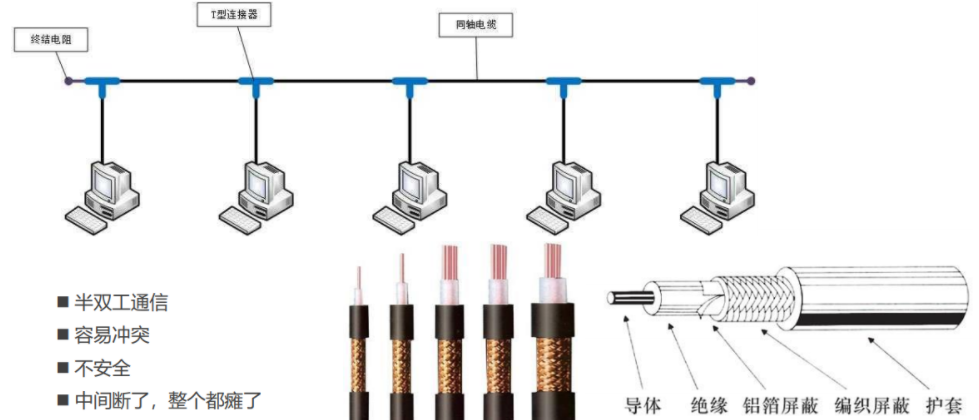 T型连接器
同轴电缆
终结电阻
■ 半双工通信
■ 容易冲突
■ 不安全
■ 中间断了，整个都瘫了
导体 绝缘 铝箔屏蔽 编织屏蔽 护套